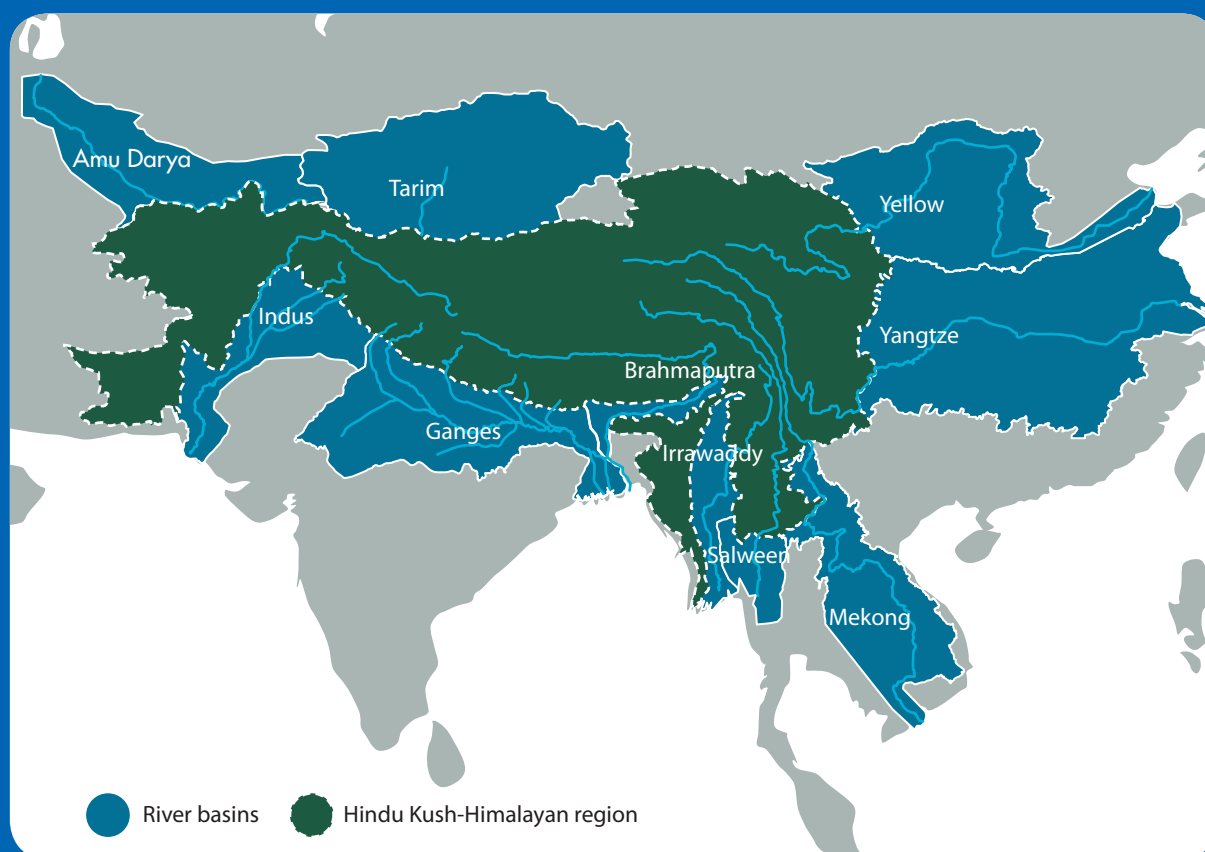 Amu Darya
Tarim
Yellow
Indus
Yangtze
Brahmaputra
Ganges
Irrawaddy
Salween
Mekong
River basins
Hindu Kush-Himalayan region